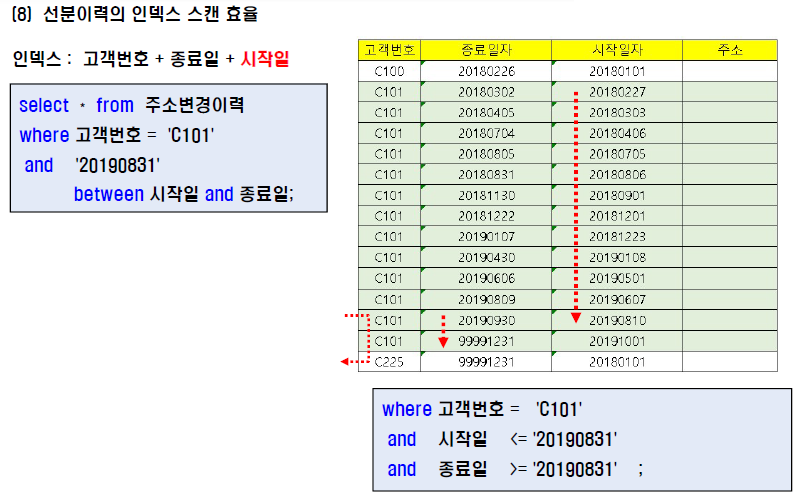 (8) 선분이력의 인덱스 스캔 효율
인덱스 : 고객번호 + 종료일 + 시작일
select * from 주소변경이력
where 고객번호 = 'C101'
and '20190831'
between 시작일 and 종료일;
고객번호 종료일자 시작일자 주소
C100 20180226 20180101
C101 20180302 20180227
C101 20180405 20180303
C101 20180704 20180406
C101 20180805 20180705
C101 20180831 20180806
C101 20181130 20180901
C101 20181222 20181201
C101 20190107 20181223
C101 20190430 20190108
C101 20190606 20190501
C101 20190809 20190607
C101 20190930 20190810
C101 99991231 20191001
C225 99991231 20180101
where 고객번호 = 'C101'
and 시작일 <= '20190831'
and 종료일 >= '20190831' ;